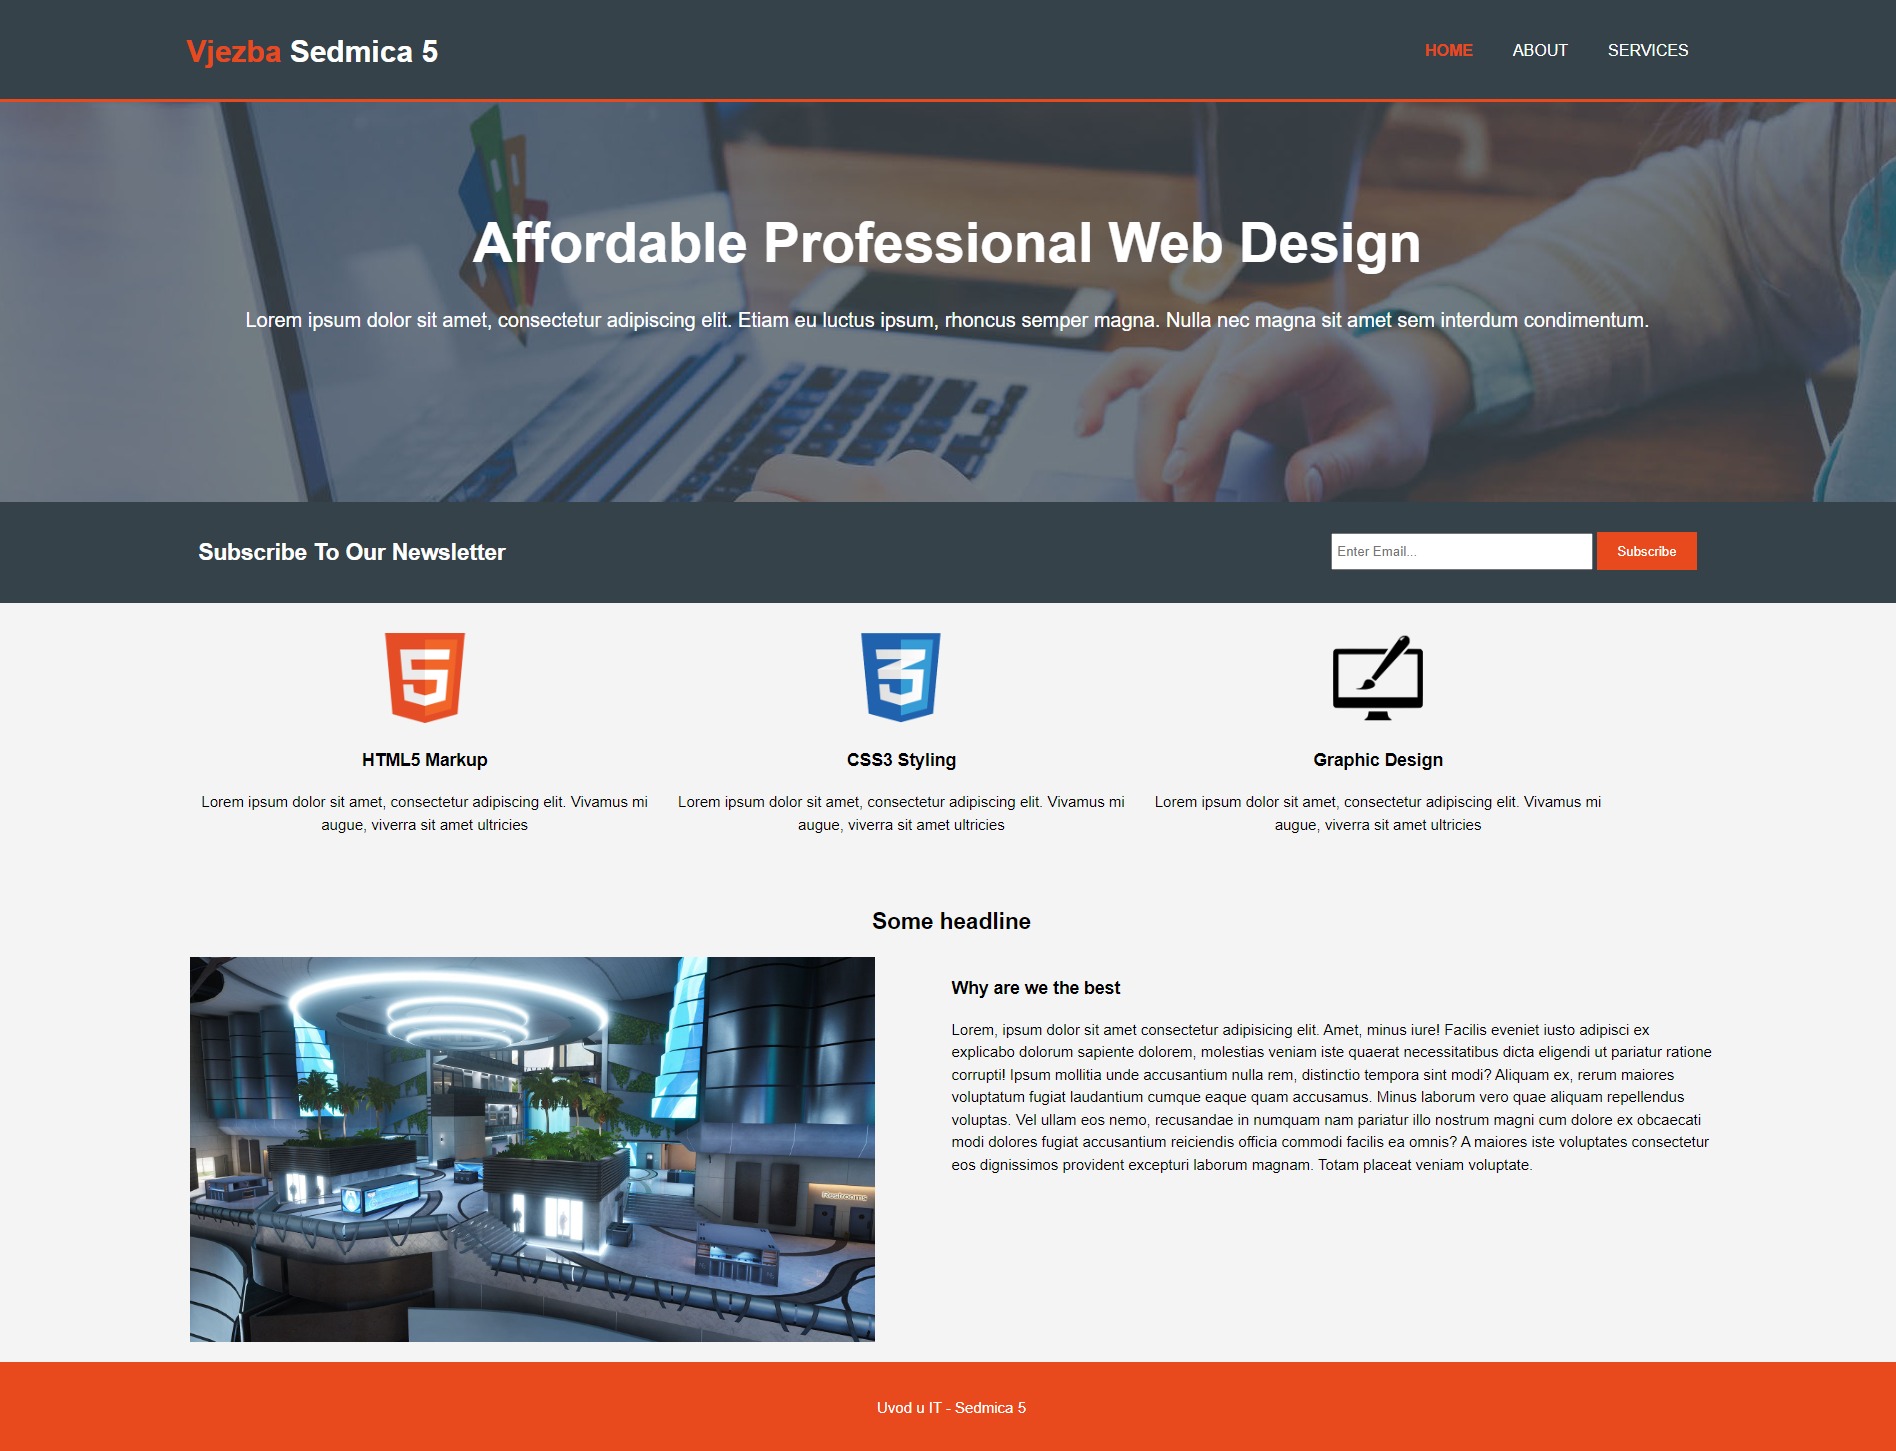 Vjezba Sedmica 5
HOME ABOUT SERVICES
Affordable Professional Web Design
Lorem ipsum dolor sit amet, consectetur adipiscing elit. Etiam eu luctus ipsum, rhoncus semper magna. Nulla nec magna sit amet sem interdum condimentum.
Subscribe To Our Newsletter
Enter Email...
Subscribe
5
3
HTML5 Markup
Lorem ipsum dolor sit amet, consectetur adipiscing elit. Vivamus mi
augue, viverra sit amet ultricies
CSS3 Styling
Lorem ipsum dolor sit amet, consectetur adipiscing elit. Vivamus mi
augue, viverra sit amet ultricies
Graphic Design
Lorem ipsum dolor sit amet, consectetur adipiscing elit. Vivamus mi
augue, viverra sit amet ultricies
Some headline
Restrooms
Why are we the best
Lorem, ipsum dolor sit amet consectetur adipisicing elit. Amet, minus iure! Facilis eveniet iusto adipisci ex
explicabo dolorum sapiente dolorem, molestias veniam iste quaerat necessitatibus dicta eligendi ut pariatur ratione
corrupti! Ipsum mollitia unde accusantium nulla rem, distinctio tempora sint modi? Aliquam ex, rerum maiores
voluptatum fugiat laudantium cumque eaque quam accusamus. Minus laborum vero quae aliquam repellendus
voluptas. Vel ullam eos nemo, recusandae in numquam nam pariatur illo nostrum magni cum dolore ex obcaecati
modi dolores fugiat accusantium reiciendis officia commodi facilis ea omnis? A maiores iste voluptates consectetur
eos dignissimos provident excepturi laborum magnam. Totam placeat veniam voluptate.
Uvod u IT - Sedmica 5